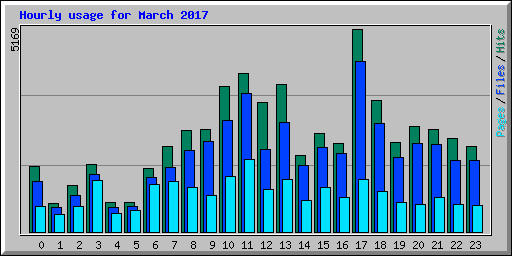 Hourly usage for March 2017
5169
Pages/Files/Hits
0 1 2 3 4 5 6 7 8 9 10 11 12 13 14 15 16 17 18 19 20 21 22 23